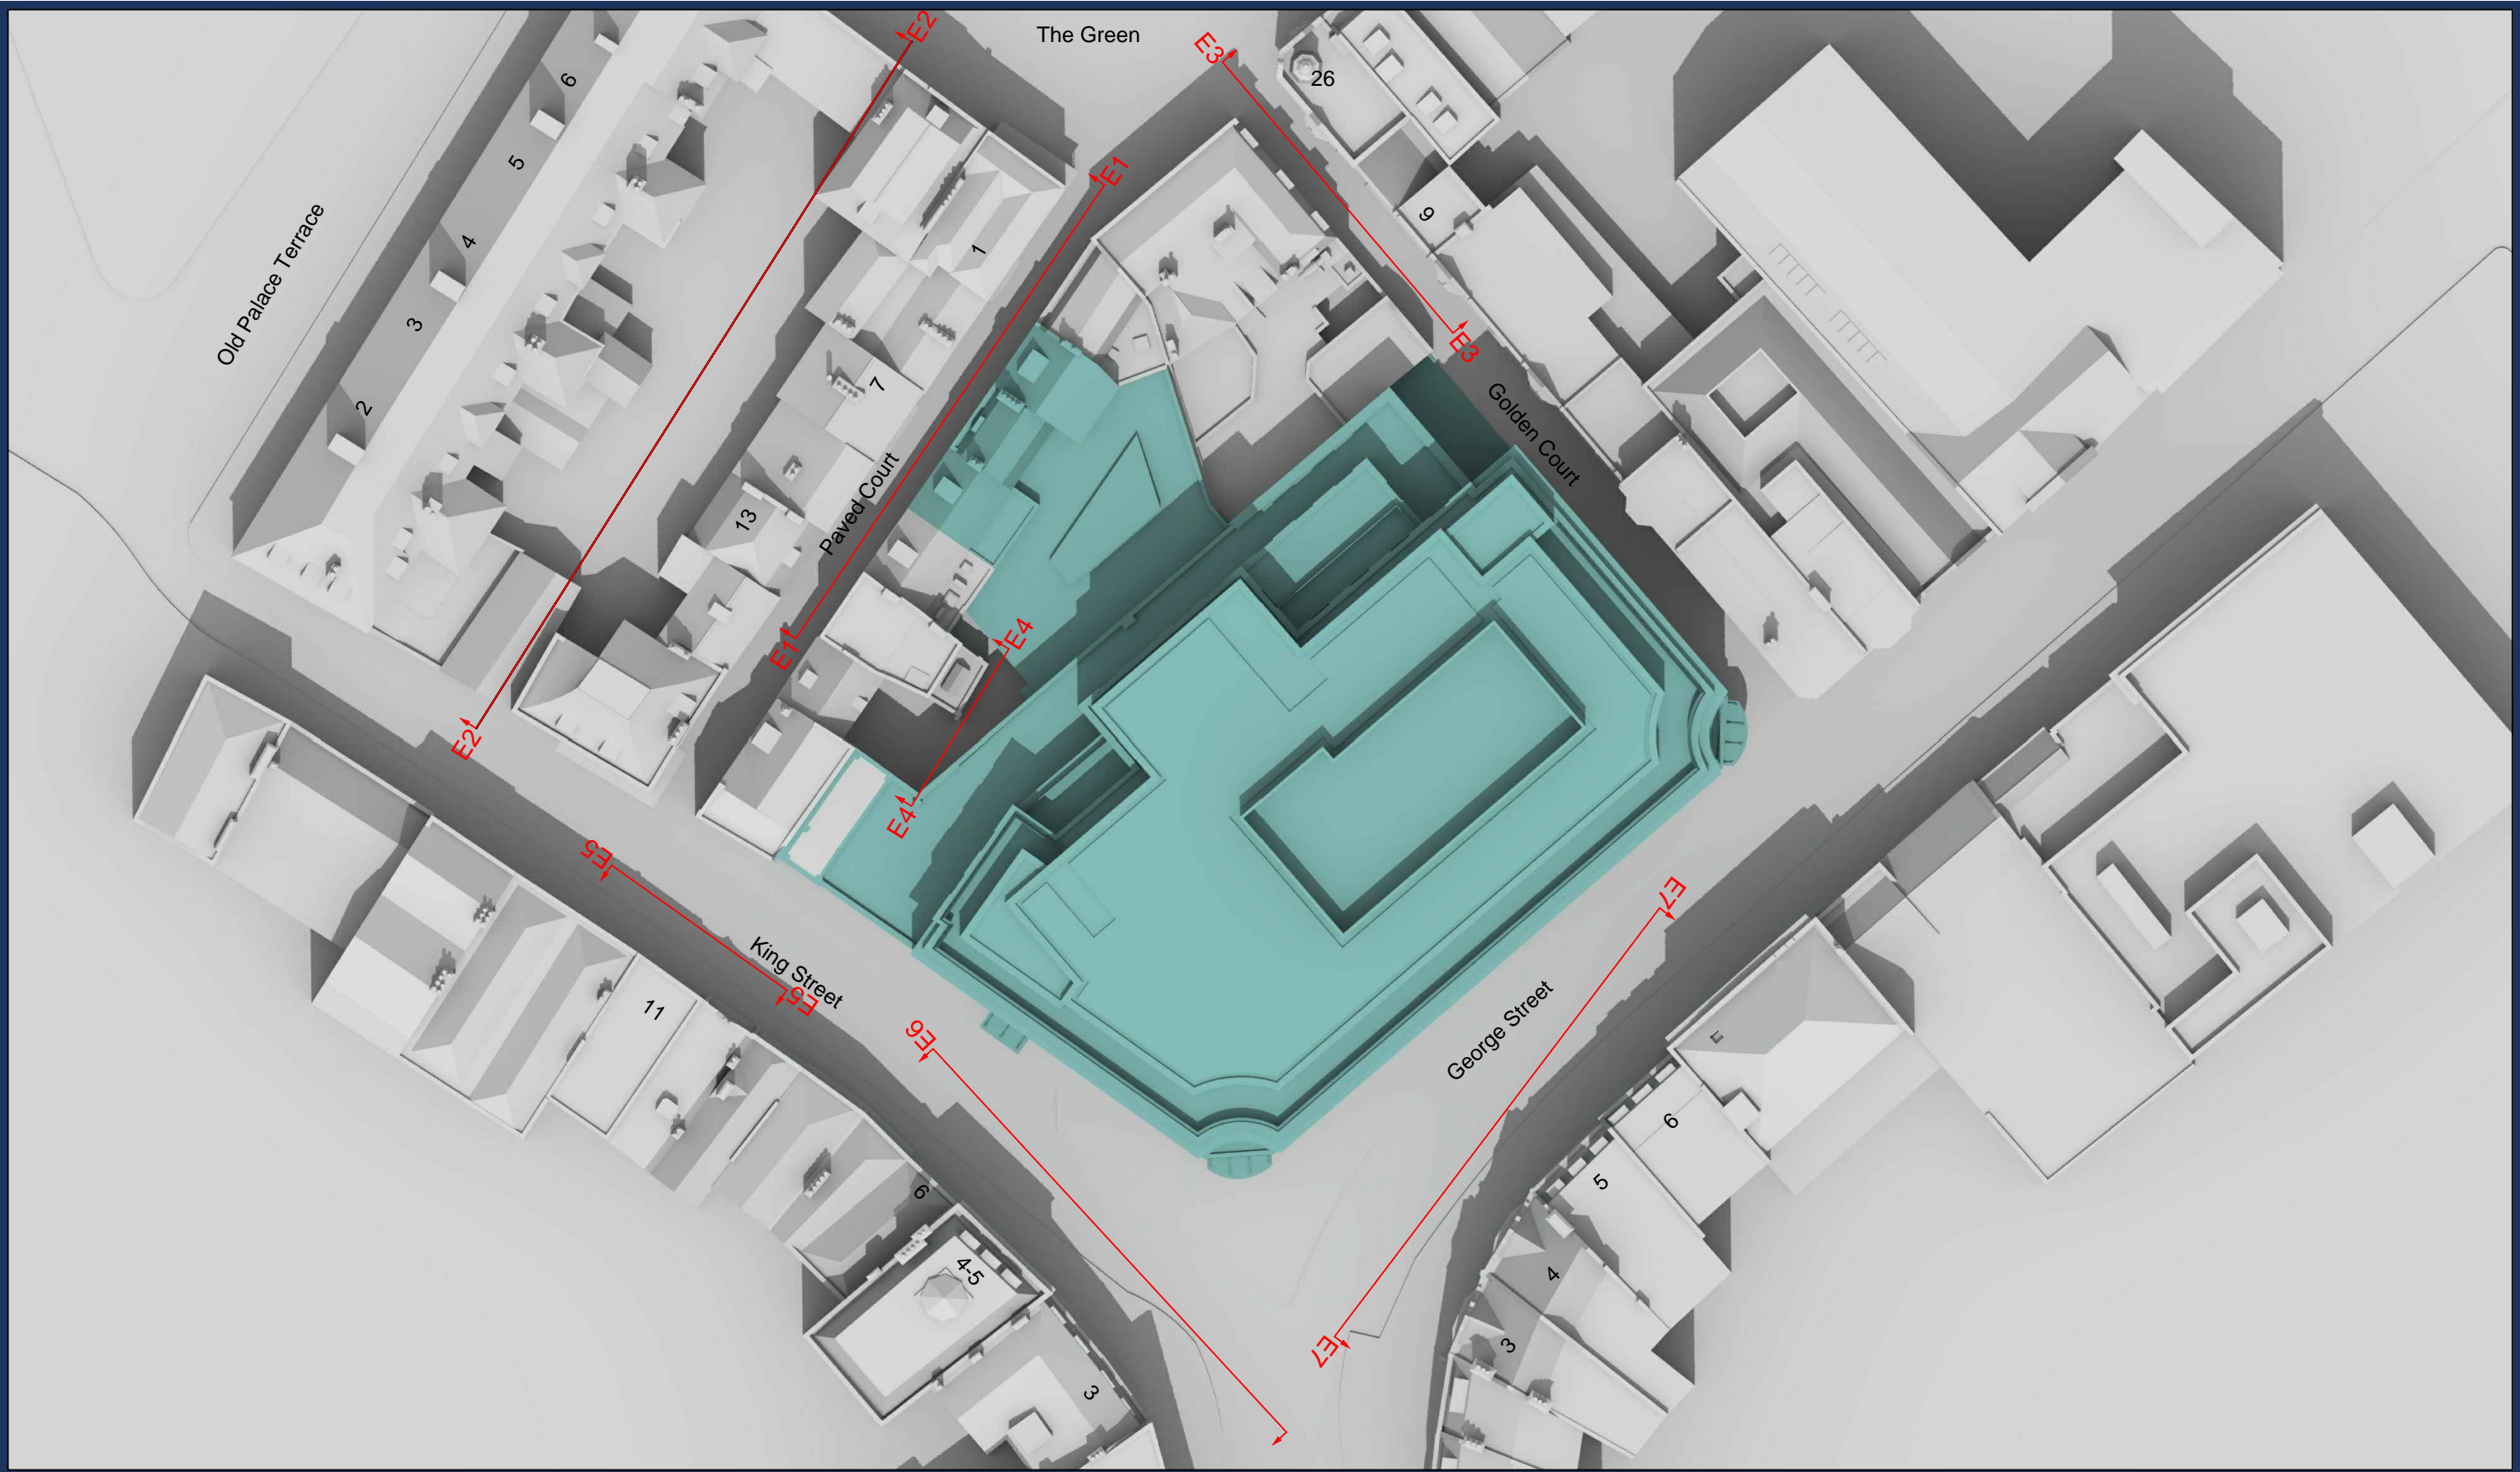 The Green
E2
E3
26
6
5
E1
9
4
1
Old Palace Terrace
3
E3
7
2
Golden Court
Paved Court
13
E1
E4
E2
E4
E5
E7
King Street
E5
11
E6
George Street
6
5
6
4-5
4
E7
3
3